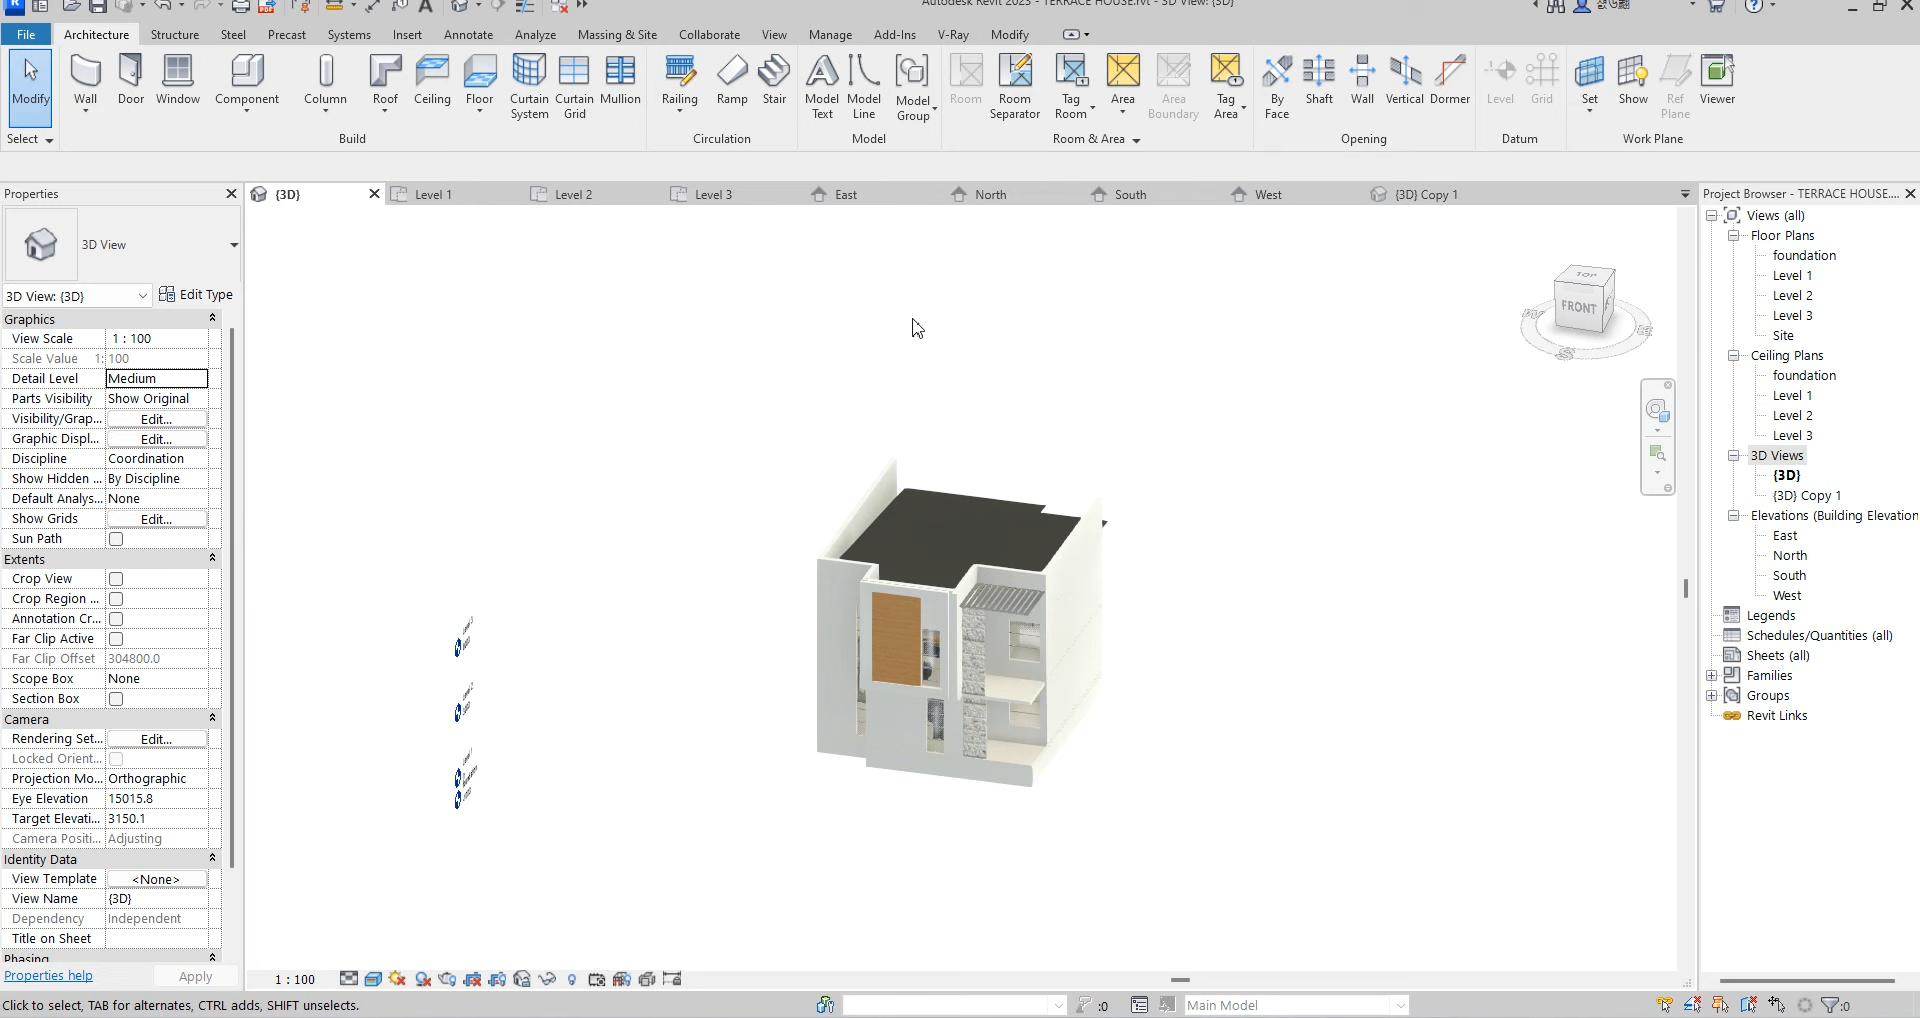 Autodesk Revit 2023 - TERRACE HOUSE.rvt - 3D View: {3D}
File Architecture Structure Steel Precast Systems Insert Annotate Analyze Massing & Site Collaborate View Manage Add-Ins V-Ray Modify
Modify Wall Door Window Component Column Roof Ceiling Floor Curtain System Curtain Grid Mullion Railing Ramp Stair Model Text Model Line Model Group Room Room Separator Tag Room Area Area Boundary Tag Area By Face Shaft Wall Vertical Dormer Level Grid Set Show Ref Plane Viewer
Select Build Circulation Model Room & Area Opening Datum Work Plane
Properties
{3D} Level 1 Level 2 Level 3 East North South West {3D} Copy 1
Project Browser - TERRACE HOUSE....
3D View
3D View: {3D} Edit Type
Graphics
View Scale 1 : 100
Scale Value 1: 100
Detail Level Medium
Parts Visibility Show Original
Visibility/Grap... Edit...
Graphic Displ... Edit...
Discipline Coordination
Show Hidden ... By Discipline
Default Analys... None
Show Grids Edit...
Sun Path
Extents
Crop View
Crop Region ...
Annotation Cr...
Far Clip Active
Far Clip Offset 304800.0
Scope Box None
Section Box
Camera
Rendering Set... Edit...
Locked Orient...
Projection Mo... Orthographic
Eye Elevation 15015.8
Target Elevati... 3150.1
Camera Positi... Adjusting
Identity Data
View Template <None>
View Name {3D}
Dependency Independent
Title on Sheet
Phasing
Properties help Apply
TOP
FRONT
W
E
S
Level 3
Level 2
Level 1
Views (all)
Floor Plans
foundation
Level 1
Level 2
Level 3
Site
Ceiling Plans
foundation
Level 1
Level 2
Level 3
3D Views
{3D}
{3D} Copy 1
Elevations (Building Elevation
East
North
South
West
Legends
Schedules/Quantities (all)
Sheets (all)
Families
Groups
Revit Links
1 : 100
Click to select, TAB for alternates, CTRL adds, SHIFT unselects.
:0
Main Model
:0